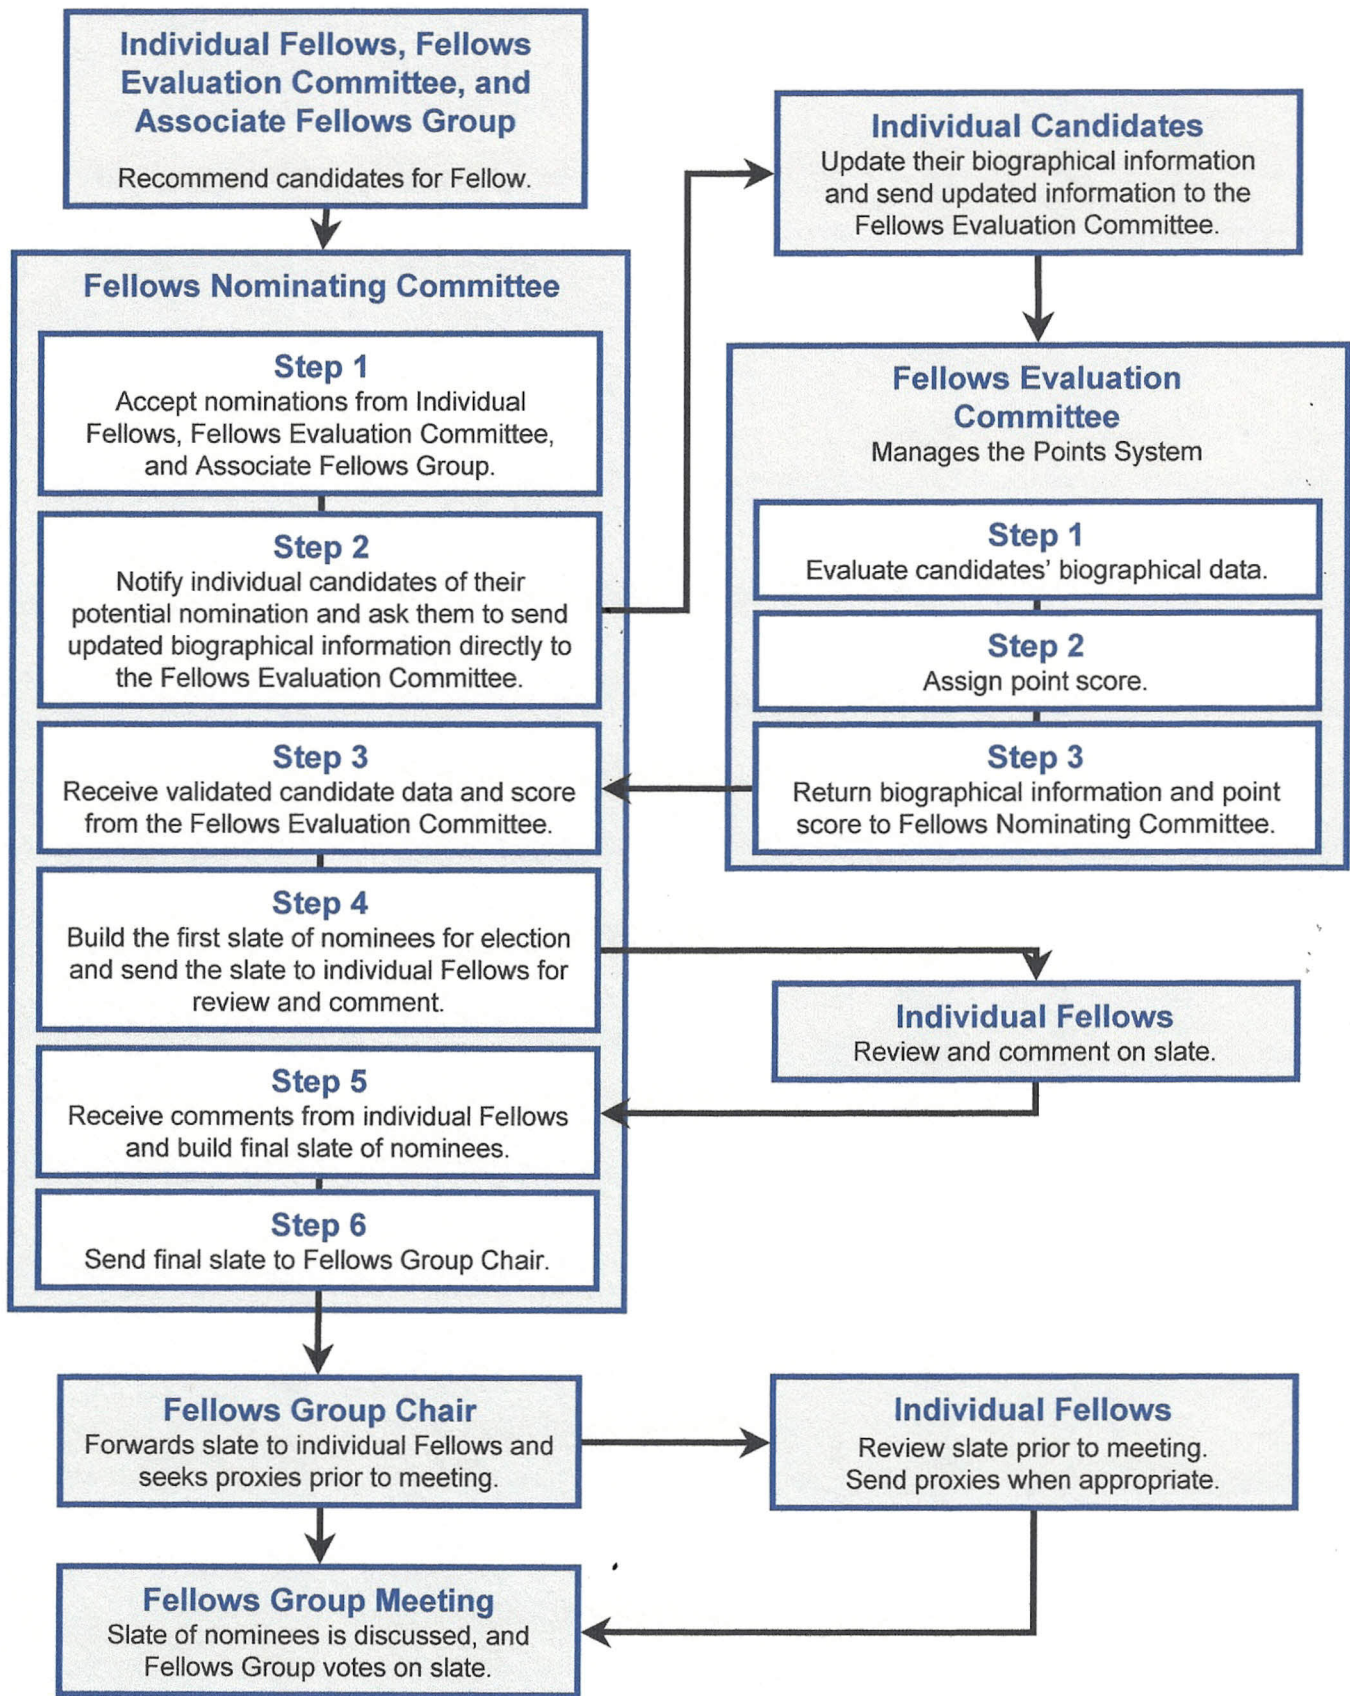 Individual Fellows, Fellows
Evaluation Committee, and
Associate Fellows Group
Recommend candidates for Fellow.
Individual Candidates
Update their biographical information
and send updated information to the
Fellows Evaluation Committee.
Fellows Nominating Committee
Step 1
Accept nominations from Individual
Fellows, Fellows Evaluation Committee,
and Associate Fellows Group.
Step 2
Notify individual candidates of their
potential nomination and ask them to send
updated biographical information directly to
the Fellows Evaluation Committee.
Fellows Evaluation
Committee
Manages the Points System
Step 1
Evaluate candidates’ biographical data.
Step 2
Assign point score.
Step 3
Return biographical information and point
score to Fellows Nominating Committee.
Step 3
Receive validated candidate data and score
from the Fellows Evaluation Committee.
Step 4
Build the first slate of nominees for election
and send the slate to individual Fellows for
review and comment.
Individual Fellows
Review and comment on slate.
Step 5
Receive comments from individual Fellows
and build final slate of nominees.
Step 6
Send final slate to Fellows Group Chair.
Fellows Group Chair
Forwards slate to individual Fellows and
seeks proxies prior to meeting.
Individual Fellows
Review slate prior to meeting.
Send proxies when appropriate.
Fellows Group Meeting
Slate of nominees is discussed, and
Fellows Group votes on slate.